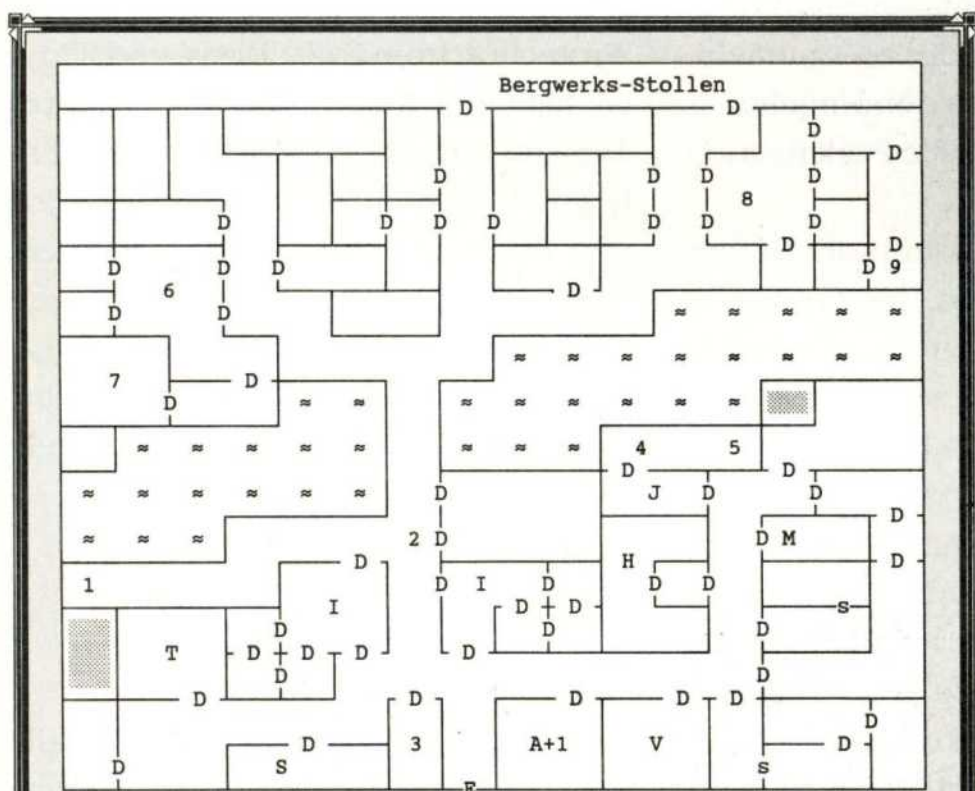 Bergwerks-Stollen
D D
D
D
D D D D
8
D D D D D D D
D D
D D D D 9
6 D
D D ≈ ≈ ≈ ≈ ≈
≈ ≈ ≈ ≈ ≈ ≈ ≈ ≈
7 D
D ≈ ≈ ≈ ≈ ≈ ≈ ≈ ≈
≈ ≈ ≈ ≈ ≈ ≈ ≈ ≈ 4 5
D D
≈ ≈ ≈ ≈ ≈ ≈ D J D D
D
≈ ≈ ≈ 2 D D M
D H D
1 D I D D D
I D D s
D D D
T D D D D
D D
D D D D D
D
D 3 A+1 V D
D S s